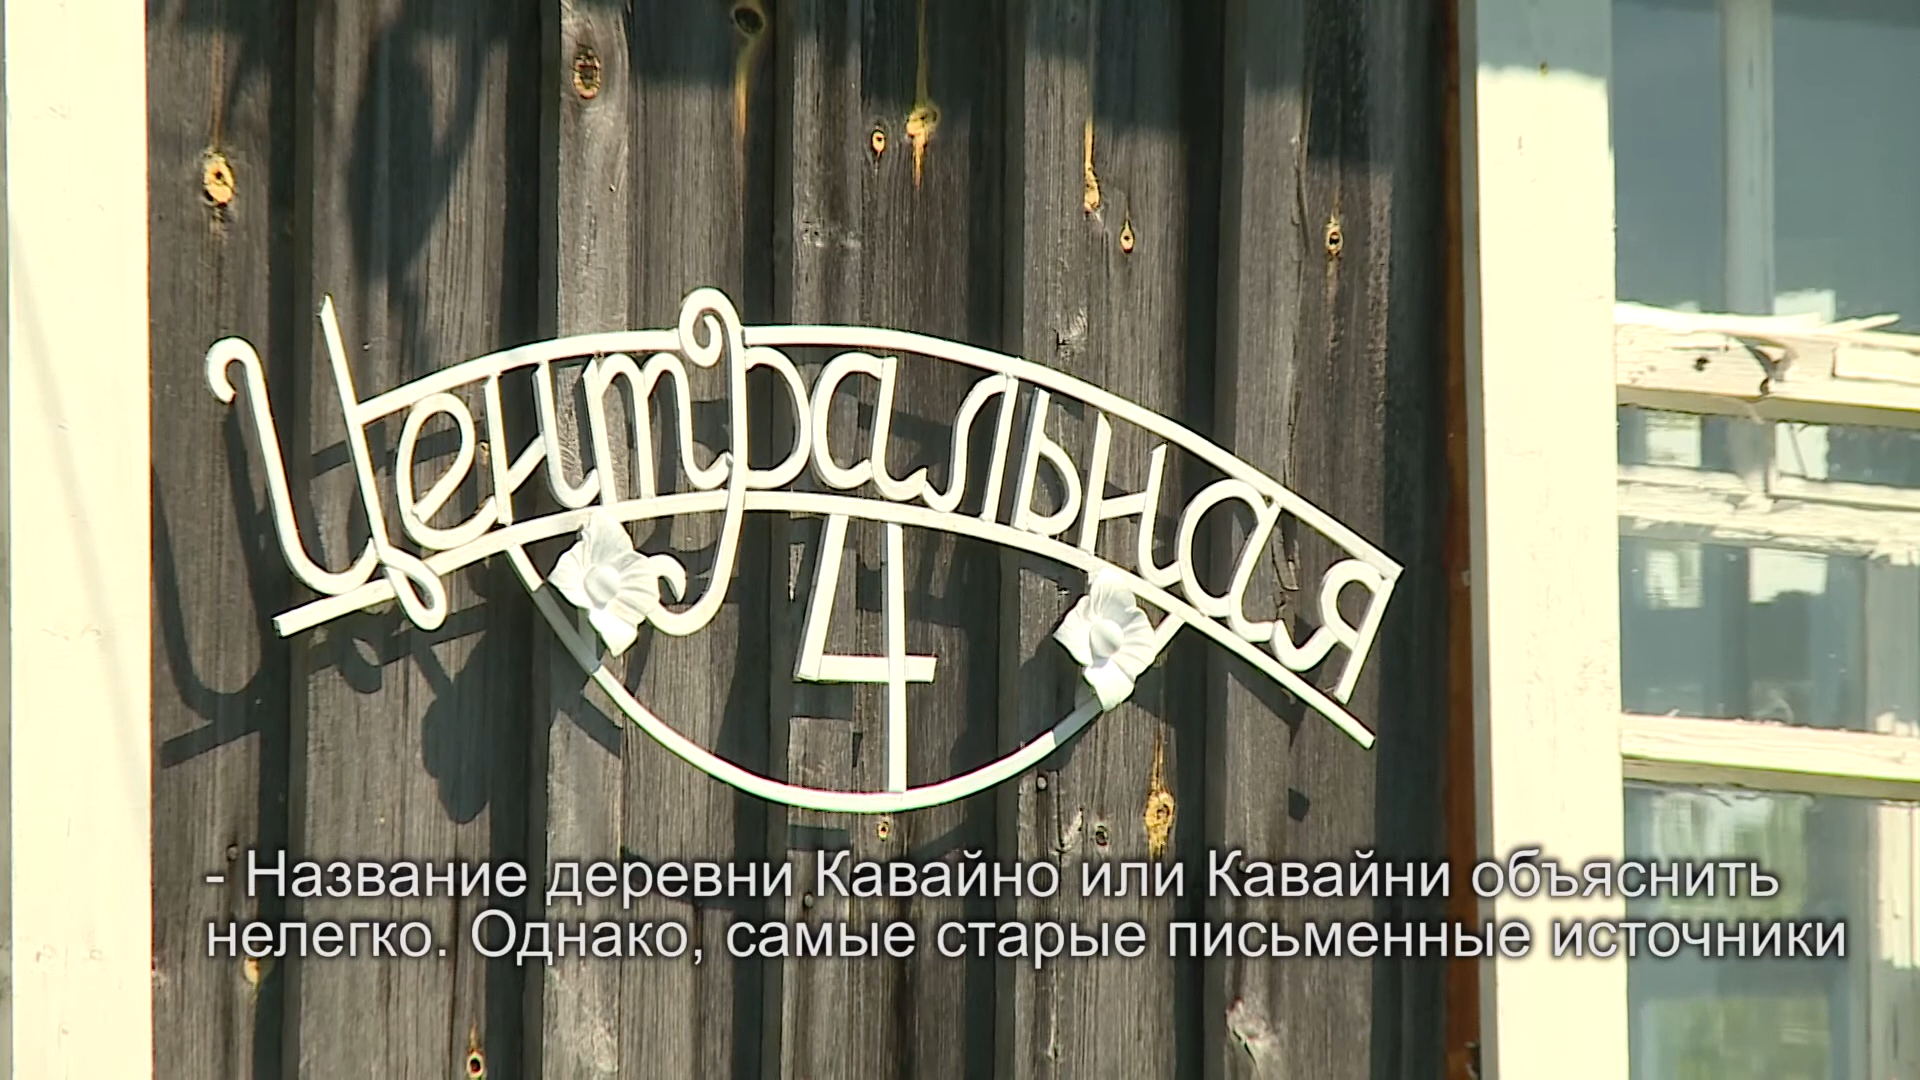 Центральная
4
- Название деревни Кавайно или Кавайни объяснить
нелегко. Однако, самые старые письменные источники